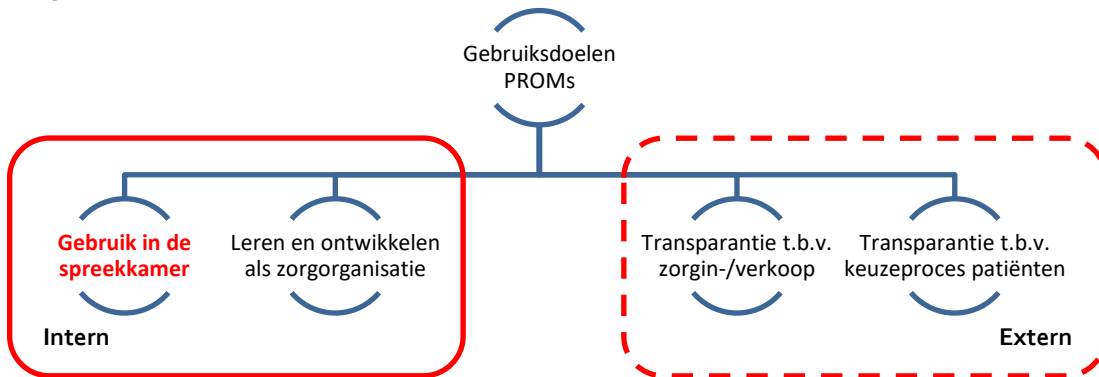 Gebruiksdoelen
PROMs
Gebruik in de
spreekkamer
Leren en ontwikkelen
als zorgorganisatie
Transparantie t.b.v.
zorgin-/verkoop
Transparantie t.b.v.
keuzeproces patiënten
Intern
Extern